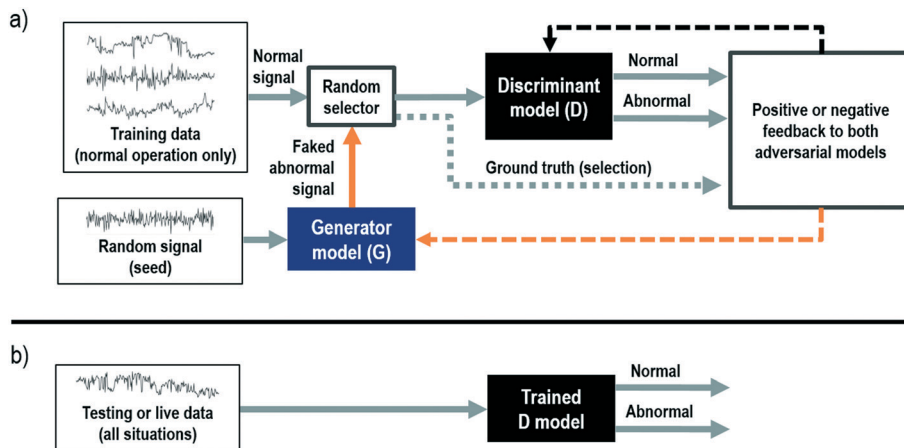 a)
Training data
(normal operation only)
Normal
signal
Random
selector
Discriminant
model (D)
Normal
Abnormal
Positive or negative
feedback to both
adversarial models
Faked
abnormal
signal
Ground truth (selection)
Random signal
(seed)
Generator
model (G)
b)
Testing or live data
(all situations)
Trained
D model
Normal
Abnormal